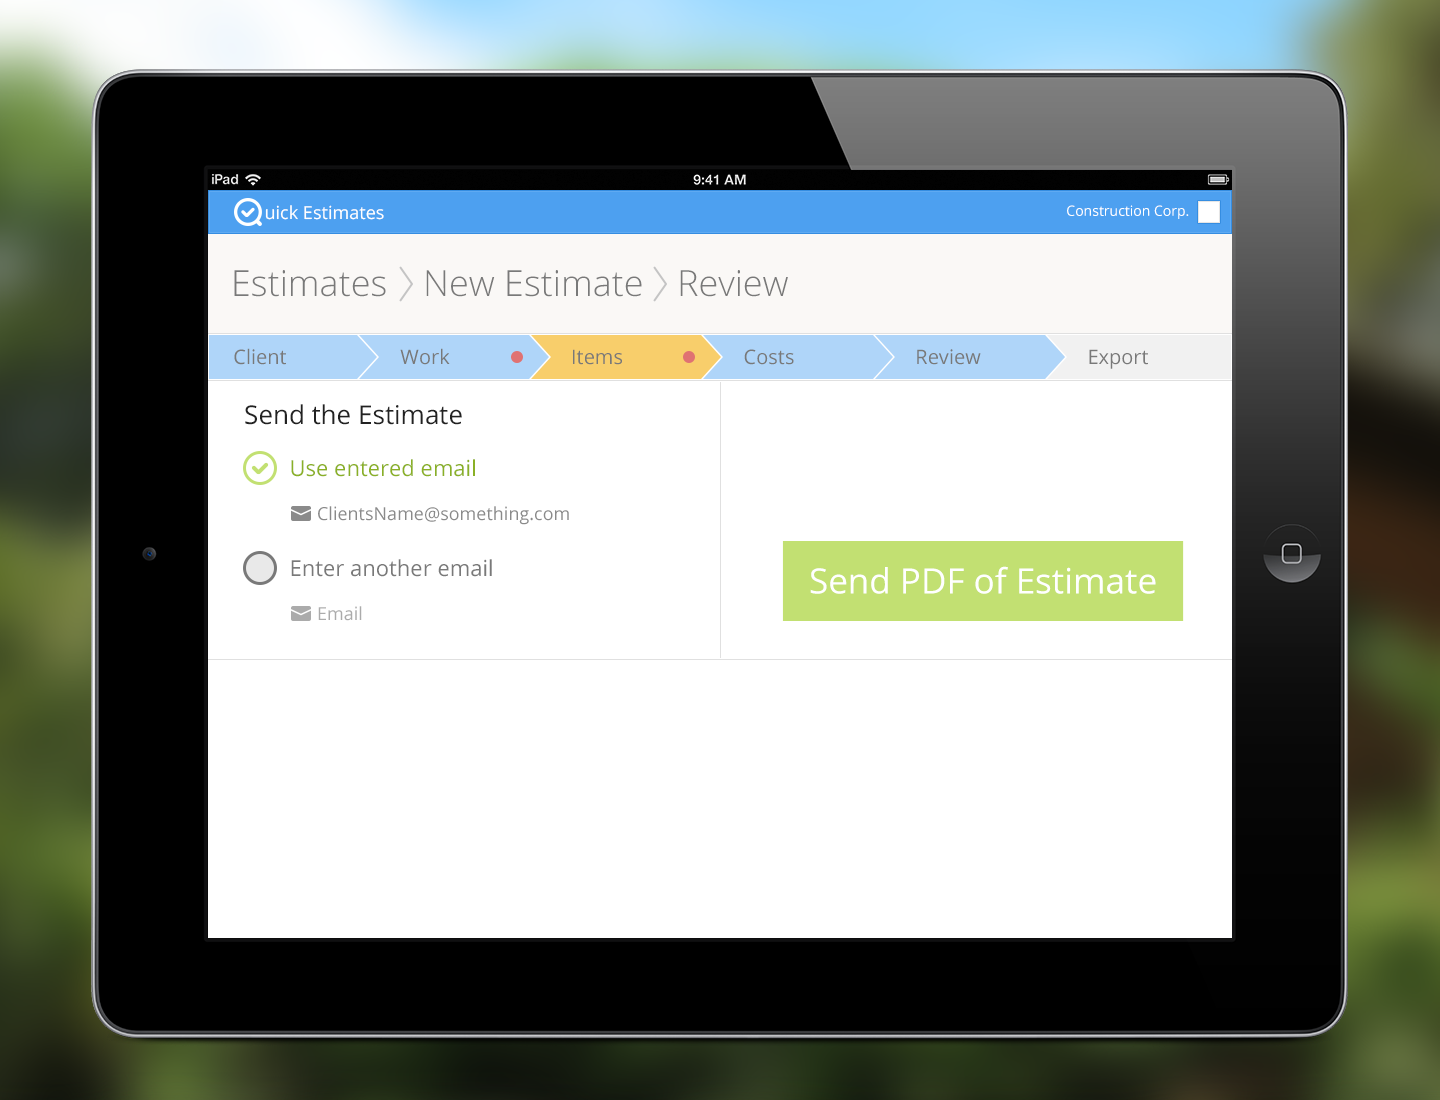 iPad 9:41 AM
Quick Estimates Construction Corp.
Estimates New Estimate Review
Client Work Items Costs Review Export
Send the Estimate
Use entered email
ClientsName@something.com
Enter another email
Email
Send PDF of Estimate